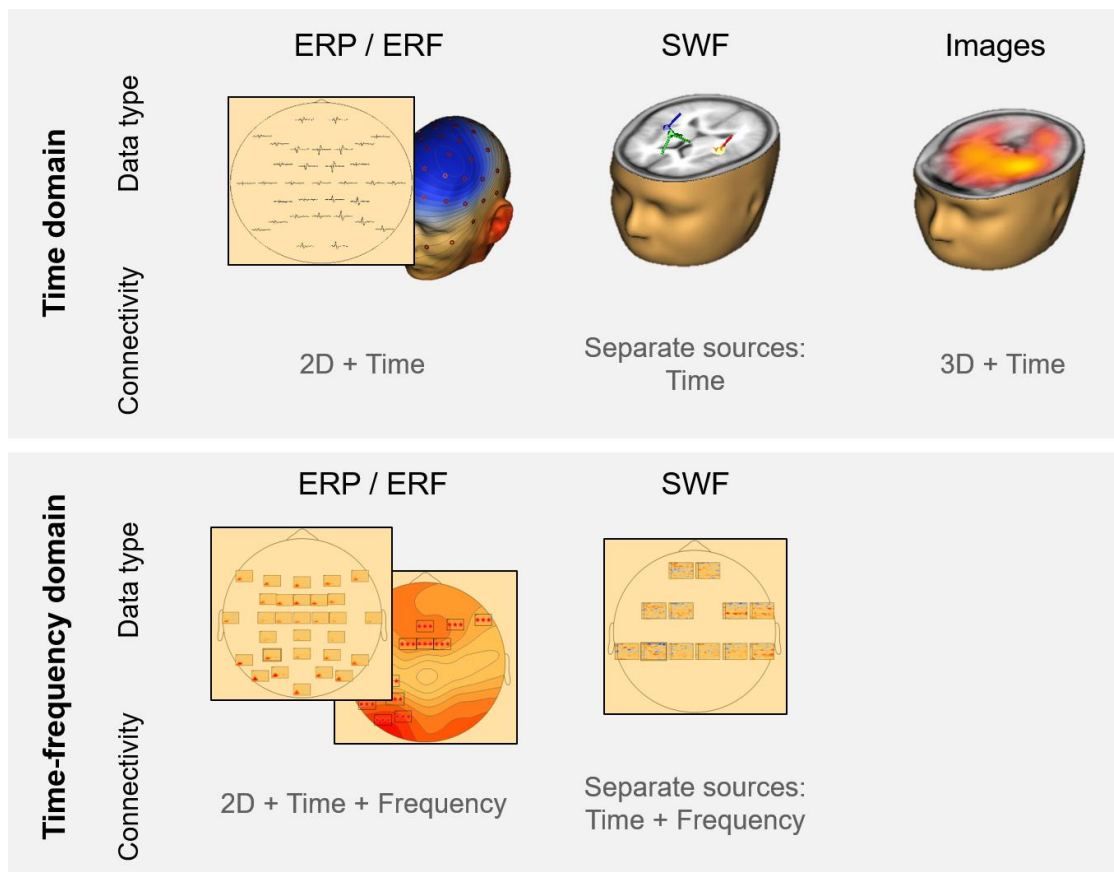 Time domain
Data type
Connectivity
ERP / ERF
SWF
Images
2D + Time
Separate sources:
Time
3D + Time
Time-frequency domain
Data type
Connectivity
ERP / ERF
SWF
2D + Time + Frequency
Separate sources:
Time + Frequency